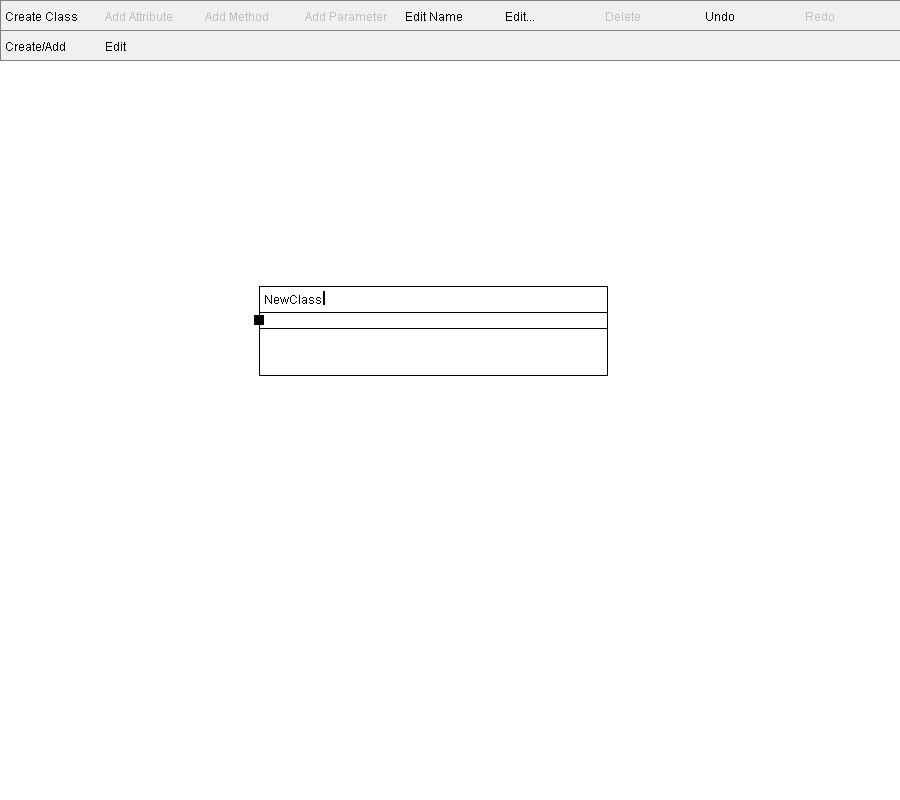 Create Class Add Attribute Add Method Add Parameter Edit Name Edit... Delete Undo Redo
Create/Add Edit
NewClass